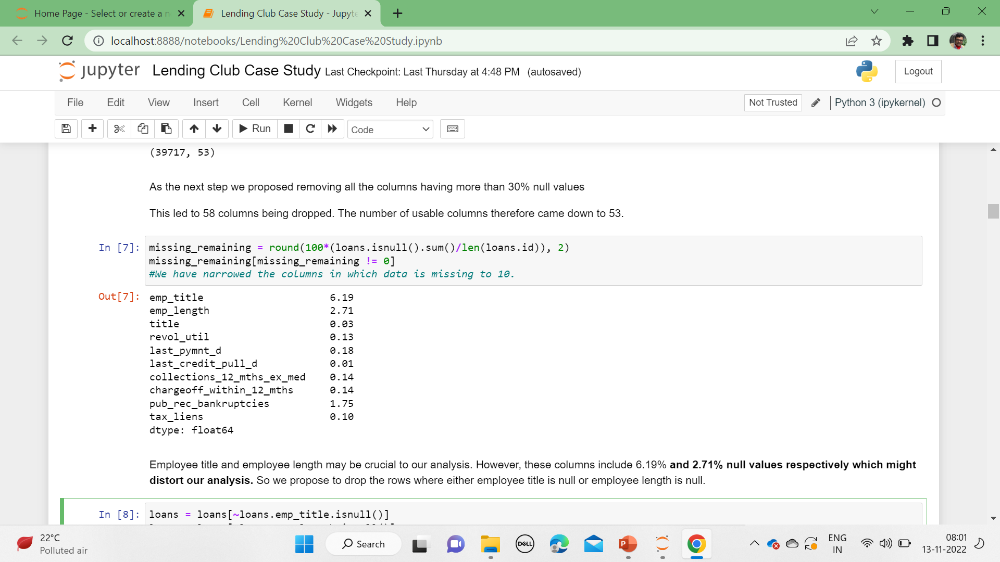 Home Page - Select or create a n
Lending Club Case Study - Jupyte
localhost:8888/notebooks/Lending%20Club%20Case%20Study.ipynb
jupyter Lending Club Case Study Last Checkpoint: Last Thursday at 4:48 PM (autosaved)
Logout
File Edit View Insert Cell Kernel Widgets Help
Not Trusted
Python 3 (ipykernel)
Run
Code
(39717, 53)
As the next step we proposed removing all the columns having more than 30% null values
This led to 58 columns being dropped. The number of usable columns therefore came down to 53.
In [7]: missing_remaining = round(100*(loans.isnull().sum()/len(loans.id)), 2)
missing_remaining[missing_remaining != 0]
#We have narrowed the columns in which data is missing to 10.
Out[7]: emp_title 6.19
emp_length 2.71
title 0.03
revol_util 0.13
last_pymnt_d 0.18
last_credit_pull_d 0.01
collections_12_mths_ex_med 0.14
chargeoff_within_12_mths 0.14
pub_rec_bankruptcies 1.75
tax_liens 0.10
dtype: float64
Employee title and employee length may be crucial to our analysis. However, these columns include 6.19% and 2.71% null values respectively which might
distort our analysis. So we propose to drop the rows where either employee title is null or employee length is null.
In [8]: loans = loans[~loans.emp_title.isnull()]
22°C
Polluted air
Search
DELL
P
ENG
IN
08:01
13-11-2022